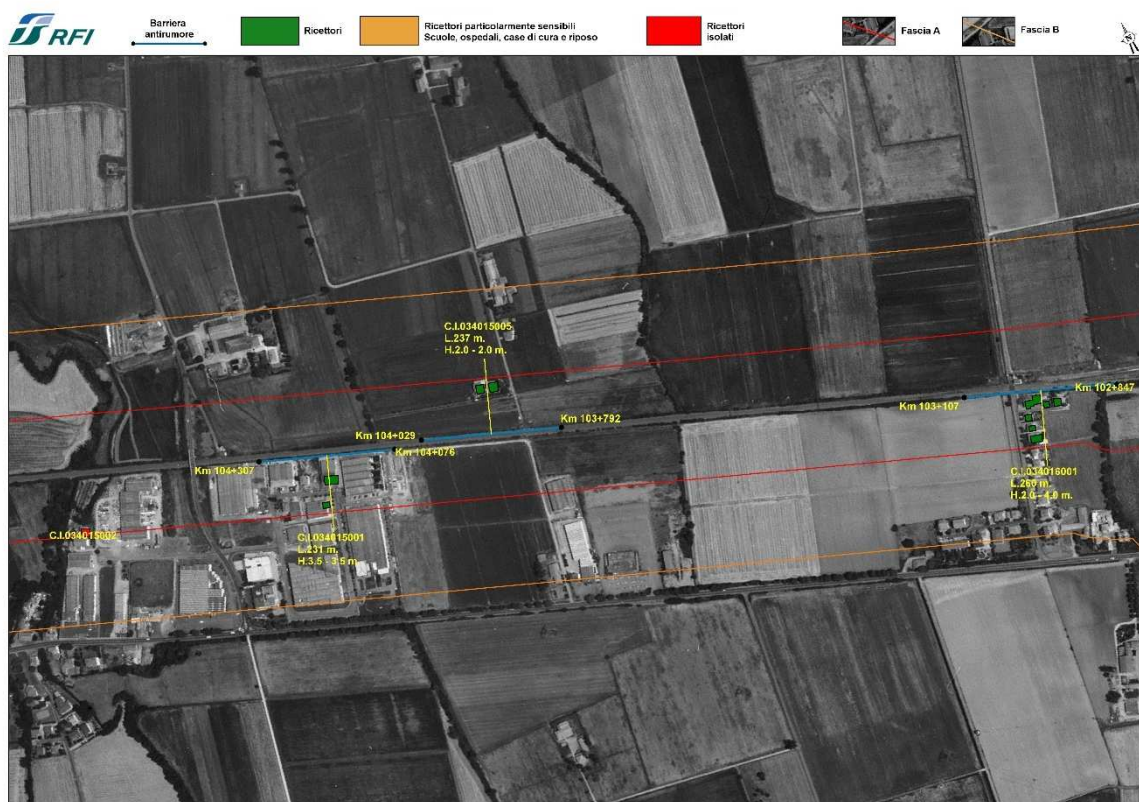 RFI
Barriera
antirumore
Ricettori
Ricettori particolarmente sensibili
Scuole, ospedali, case di cura e riposo
Ricettori
isolati
Fascia A
Fascia B
N
C.I.034015005
L.237 m.
H.2.0 - 2.0 m.
Km 103+792
Km 104+029
Km 104+076
Km 104+307
Km 103+107
Km 102+847
C.I.034015002
C.I.034015001
L.231 m.
H.3.5 - 3.5 m.
C.I.034016001
L.260 m.
H.2.0 - 4.0 m.